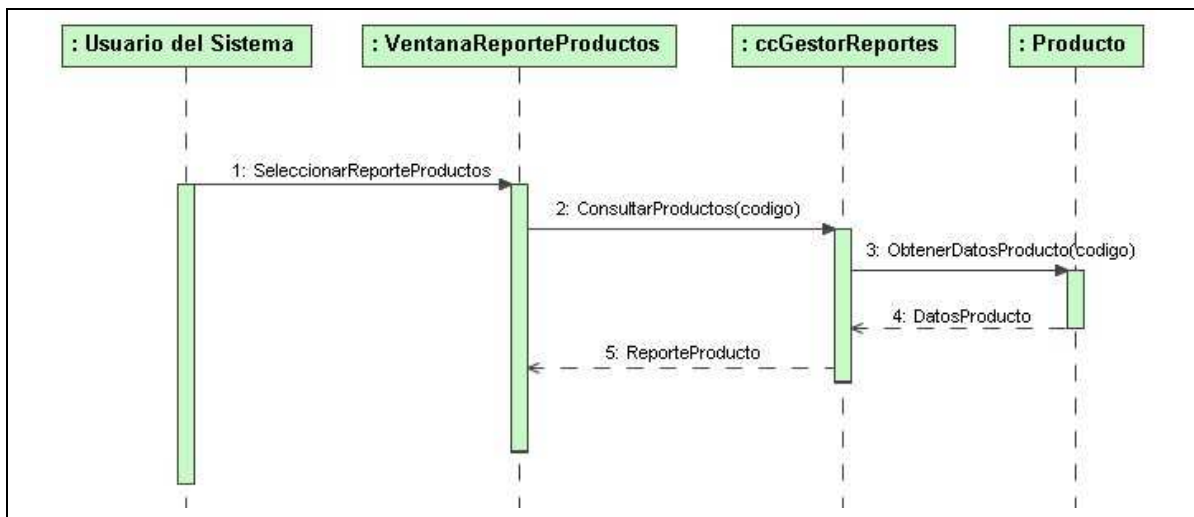 : Usuario del Sistema
: VentanaReporteProductos
: ccGestorReportes
: Producto
1: SeleccionarReporteProductos
2: ConsultarProductos(codigo)
3: ObtenerDatosProducto(codigo)
4: DatosProducto
5: ReporteProducto